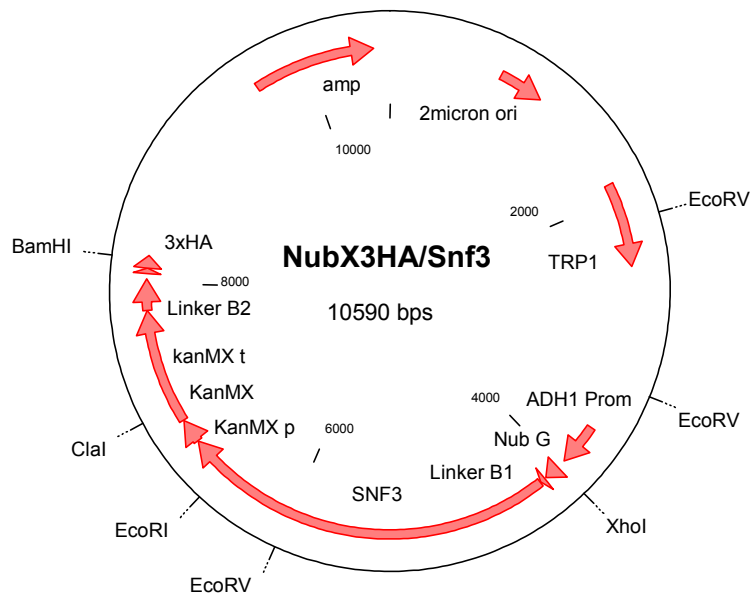 amp
2micron ori
10000
EcoRV
2000
TRP1
3xHA
BamHI
NubX3HA/Snf3
8000
Linker B2
10590 bps
kanMX t
KanMX
ADH1 Prom
4000
EcoRV
KanMX p
6000
Nub G
ClaI
Linker B1
SNF3
EcoRI
XhoI
EcoRV